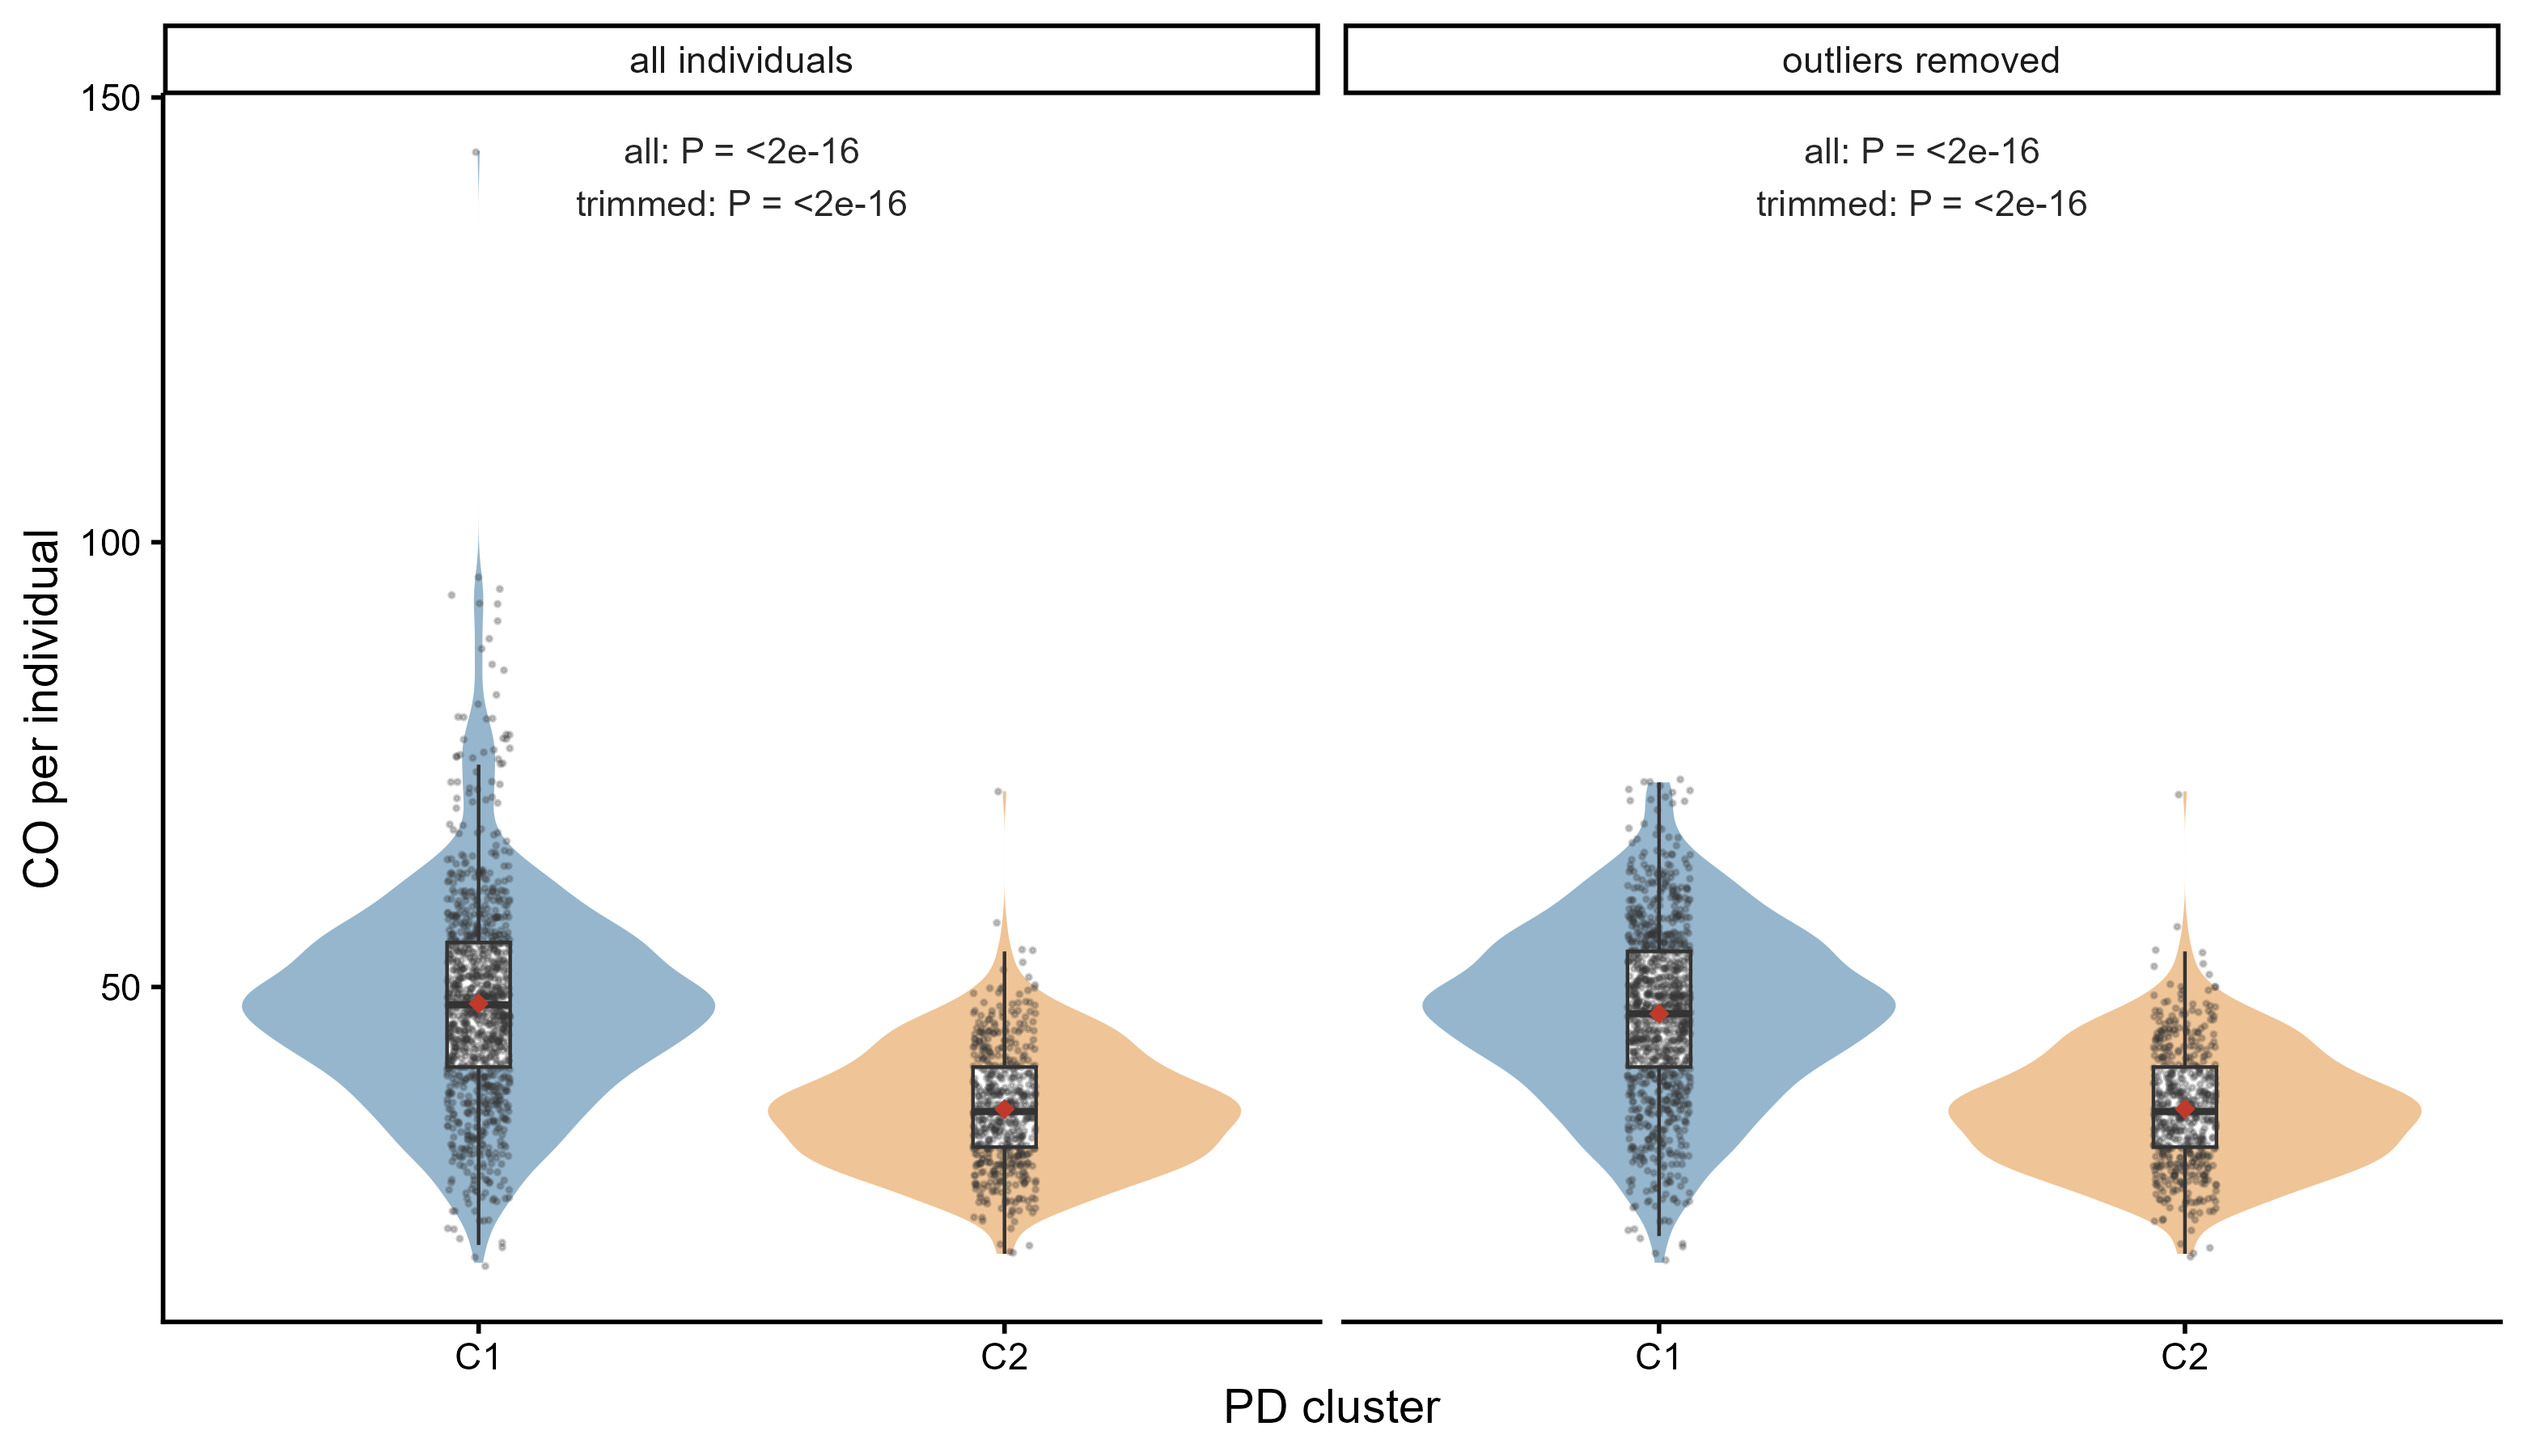 all individuals
outliers removed
all: P = <2e-16
trimmed: P = <2e-16
all: P = <2e-16
trimmed: P = <2e-16
150
100
50
CO per individual
C1
C2
C1
C2
PD cluster